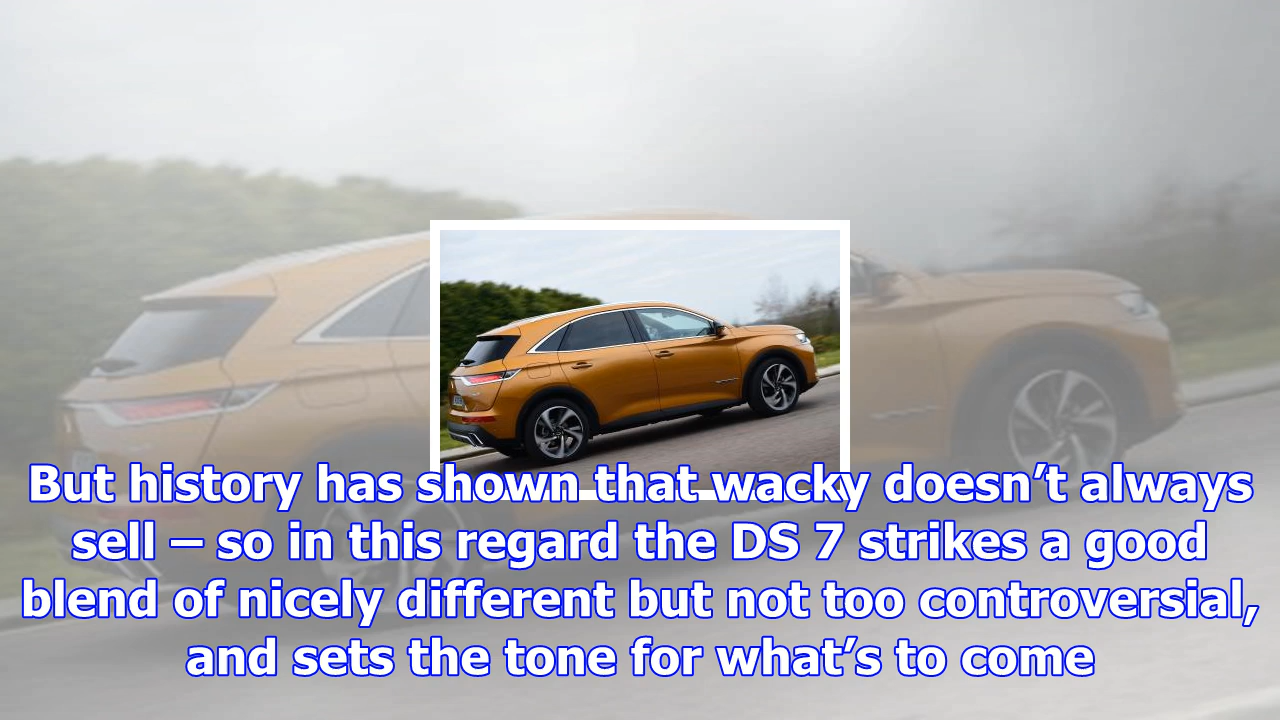 But history has shown that wacky doesn’t always
sell – so in this regard the DS 7 strikes a good
blend of nicely different but not too controversial,
and sets the tone for what’s to come